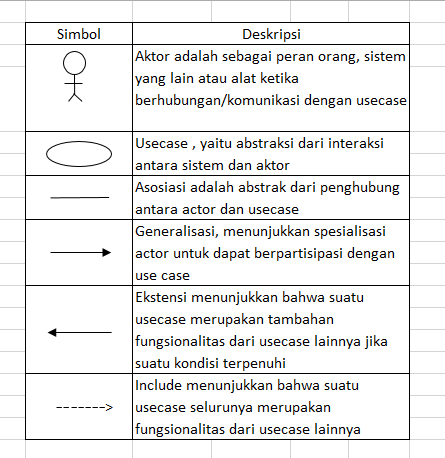 Simbol Deskripsi
Aktor adalah sebagai peran orang, sistem
yang lain atau alat ketika
berhubungan/komunikasi dengan usecase
Usecase , yaitu abstraksi dari interaksi
antara sistem dan aktor
Asosiasi adalah abstrak dari penghubung
antara actor dan usecase
Generalisasi, menunjukkan spesialisasi
actor untuk dapat berpartisipasi dengan
use case
Ekstensi menunjukkan bahwa suatu
usecase merupakan tambahan
fungsionalitas dari usecase lainnya jika
suatu kondisi terpenuhi
Include menunjukkan bahwa suatu
usecase selurunya merupakan
fungsionalitas dari usecase lainnya